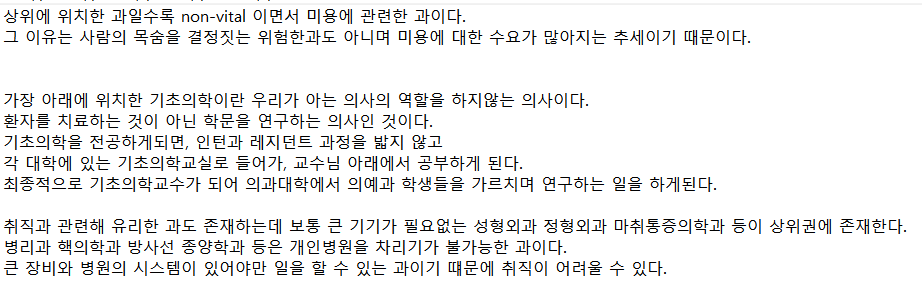 상위에 위치한 과일수록 non-vital 이면서 미용에 관련한 과이다.
그 이유는 사람의 목숨을 결정짓는 위험한과도 아니며 미용에 대한 수요가 많아지는 추세이기 때문이다.
가장 아래에 위치한 기초의학이란 우리가 아는 의사의 역할을 하지않는 의사이다.
환자를 치료하는 것이 아닌 학문을 연구하는 의사인 것이다.
기초의학을 전공하게되면, 인턴과 레지던트 과정을 밟지 않고
각 대학에 있는 기초의학교실로 들어가, 교수님 아래에서 공부하게 된다.
최종적으로 기초의학교수가 되어 의과대학에서 의예과 학생들을 가르치며 연구하는 일을 하게된다.
취직과 관련해 유리한 과도 존재하는데 보통 큰 기기가 필요없는 성형외과 정형외과 마취통증의학과 등이 상위권에 존재한다.
병리과 핵의학과 방사선 종양학과 등은 개인병원을 차리기가 불가능한 과이다.
큰 장비와 병원의 시스템이 있어야만 일을 할 수 있는 과이기 때문에 취직이 어려울 수 있다.